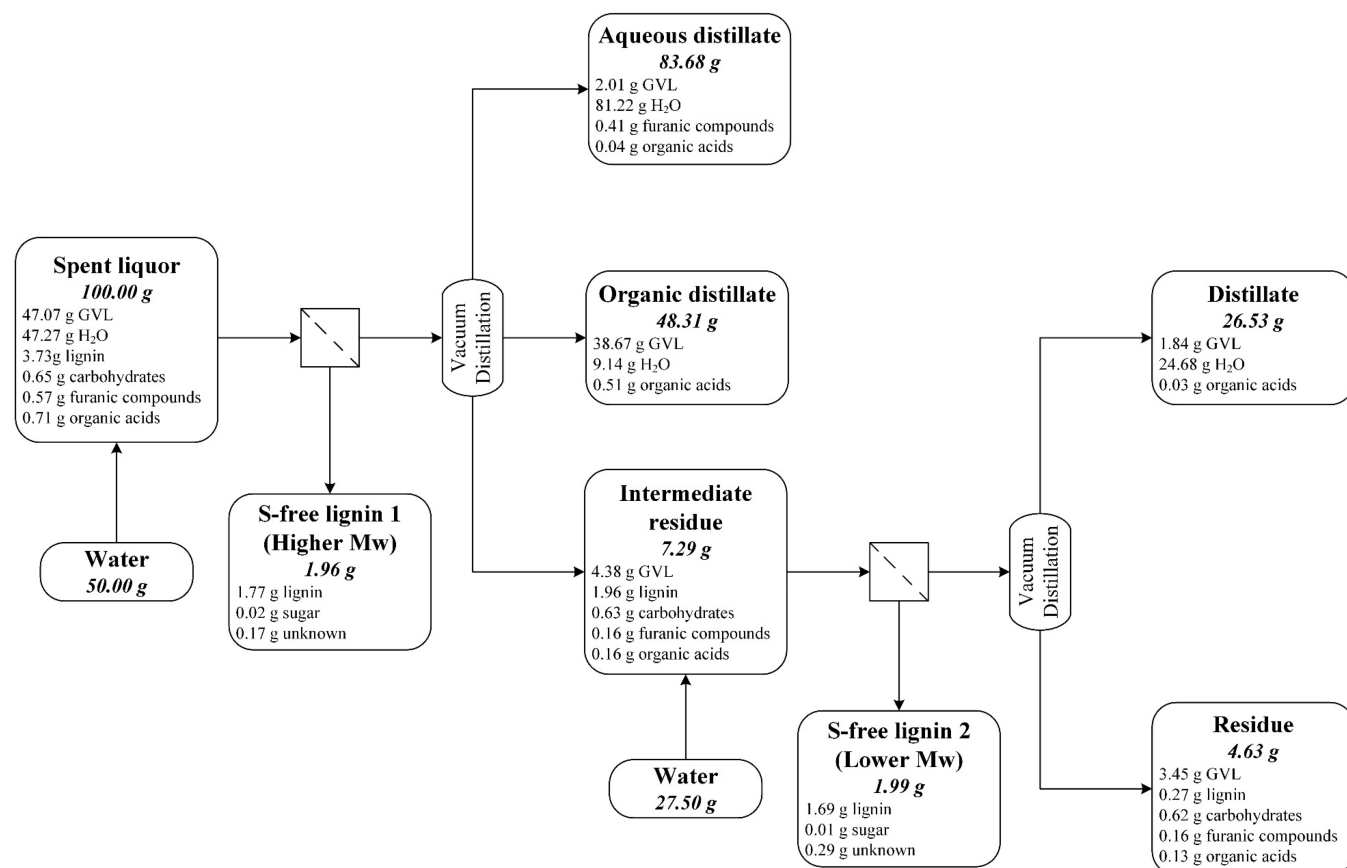 Aqueous distillate
83.68 g
2.01 g GVL
81.22 g H₂O
0.41 g furanic compounds
0.04 g organic acids
Spent liquor
100.00 g
47.07 g GVL
47.27 g H₂O
3.73g lignin
0.65 g carbohydrates
0.57 g furanic compounds
0.71 g organic acids
Vacuum
Distillation
Organic distillate
48.31 g
38.67 g GVL
9.14 g H₂O
0.51 g organic acids
Distillate
26.53 g
1.84 g GVL
24.68 g H₂O
0.03 g organic acids
Water
50.00 g
S-free lignin 1
(Higher Mw)
1.96 g
1.77 g lignin
0.02 g sugar
0.17 g unknown
Intermediate
residue
7.29 g
4.38 g GVL
1.96 g lignin
0.63 g carbohydrates
0.16 g furanic compounds
0.16 g organic acids
Vacuum
Distillation
Water
27.50 g
S-free lignin 2
(Lower Mw)
1.99 g
1.69 g lignin
0.01 g sugar
0.29 g unknown
Residue
4.63 g
3.45 g GVL
0.27 g lignin
0.62 g carbohydrates
0.16 g furanic compounds
0.13 g organic acids